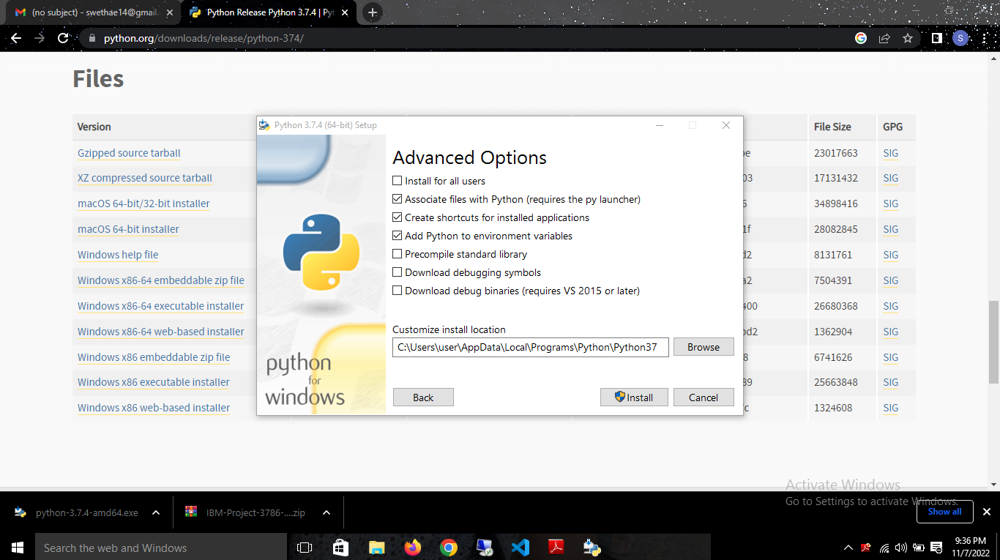 (no subject) - swethae14@gmail.
Python Release Python 3.7.4 | Pyt
python.org/downloads/release/python-374/
S
Files
Version
File Size
GPG
Gzipped source tarball
23017663
SIG
XZ compressed source tarball
03
17131432
SIG
macOS 64-bit/32-bit installer
34898416
SIG
macOS 64-bit installer
1f
28082845
SIG
Windows help file
8131761
SIG
Windows x86-64 embeddable zip file
a2
7504391
SIG
Windows x86-64 executable installer
400
26680368
SIG
Windows x86-64 web-based installer
1362904
SIG
Windows x86 embeddable zip file
8
6741626
SIG
Windows x86 executable installer
89
25663848
SIG
Windows x86 web-based installer
1324608
SIG
Python 3.7.4 (64-bit) Setup
Advanced Options
Install for all users
Associate files with Python (requires the py launcher)
Create shortcuts for installed applications
Add Python to environment variables
Precompile standard library
Download debugging symbols
Download debug binaries (requires VS 2015 or later)
Customize install location
C:\Users\user\AppData\Local\Programs\Python\Python37
Browse
python
for
windows
Back
Install
Cancel
Activate Windows
Go to Settings to activate Windows.
python-3.7.4-amd64.exe
IBM-Project-3786-....zip
Show all
Search the web and Windows
9:36 PM
11/7/2022